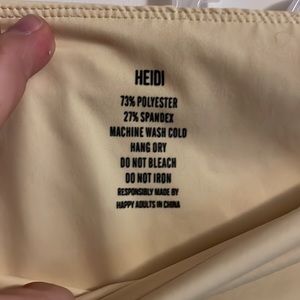 HEIDI
73% POLYESTER
27% SPANDEX
MACHINE WASH COLD
HANG DRY
DO NOT BLEACH
DO NOT IRON
RESPONSIBLY MADE BY
HAPPY ADULTS IN CHINA